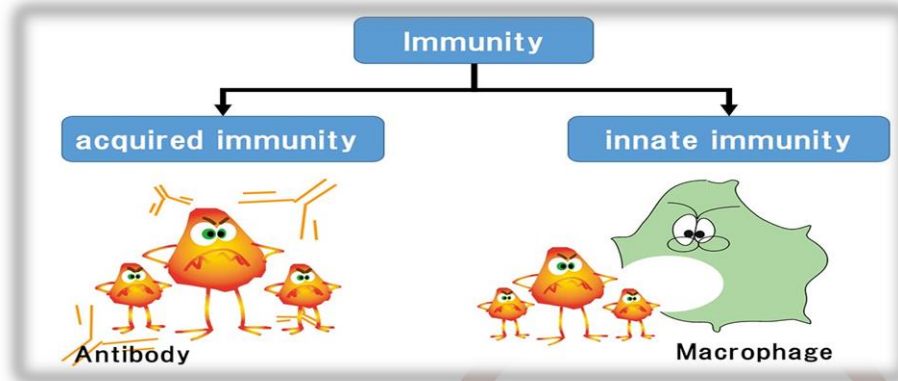 Immunity
acquired immunity
innate immunity
Antibody
Macrophage